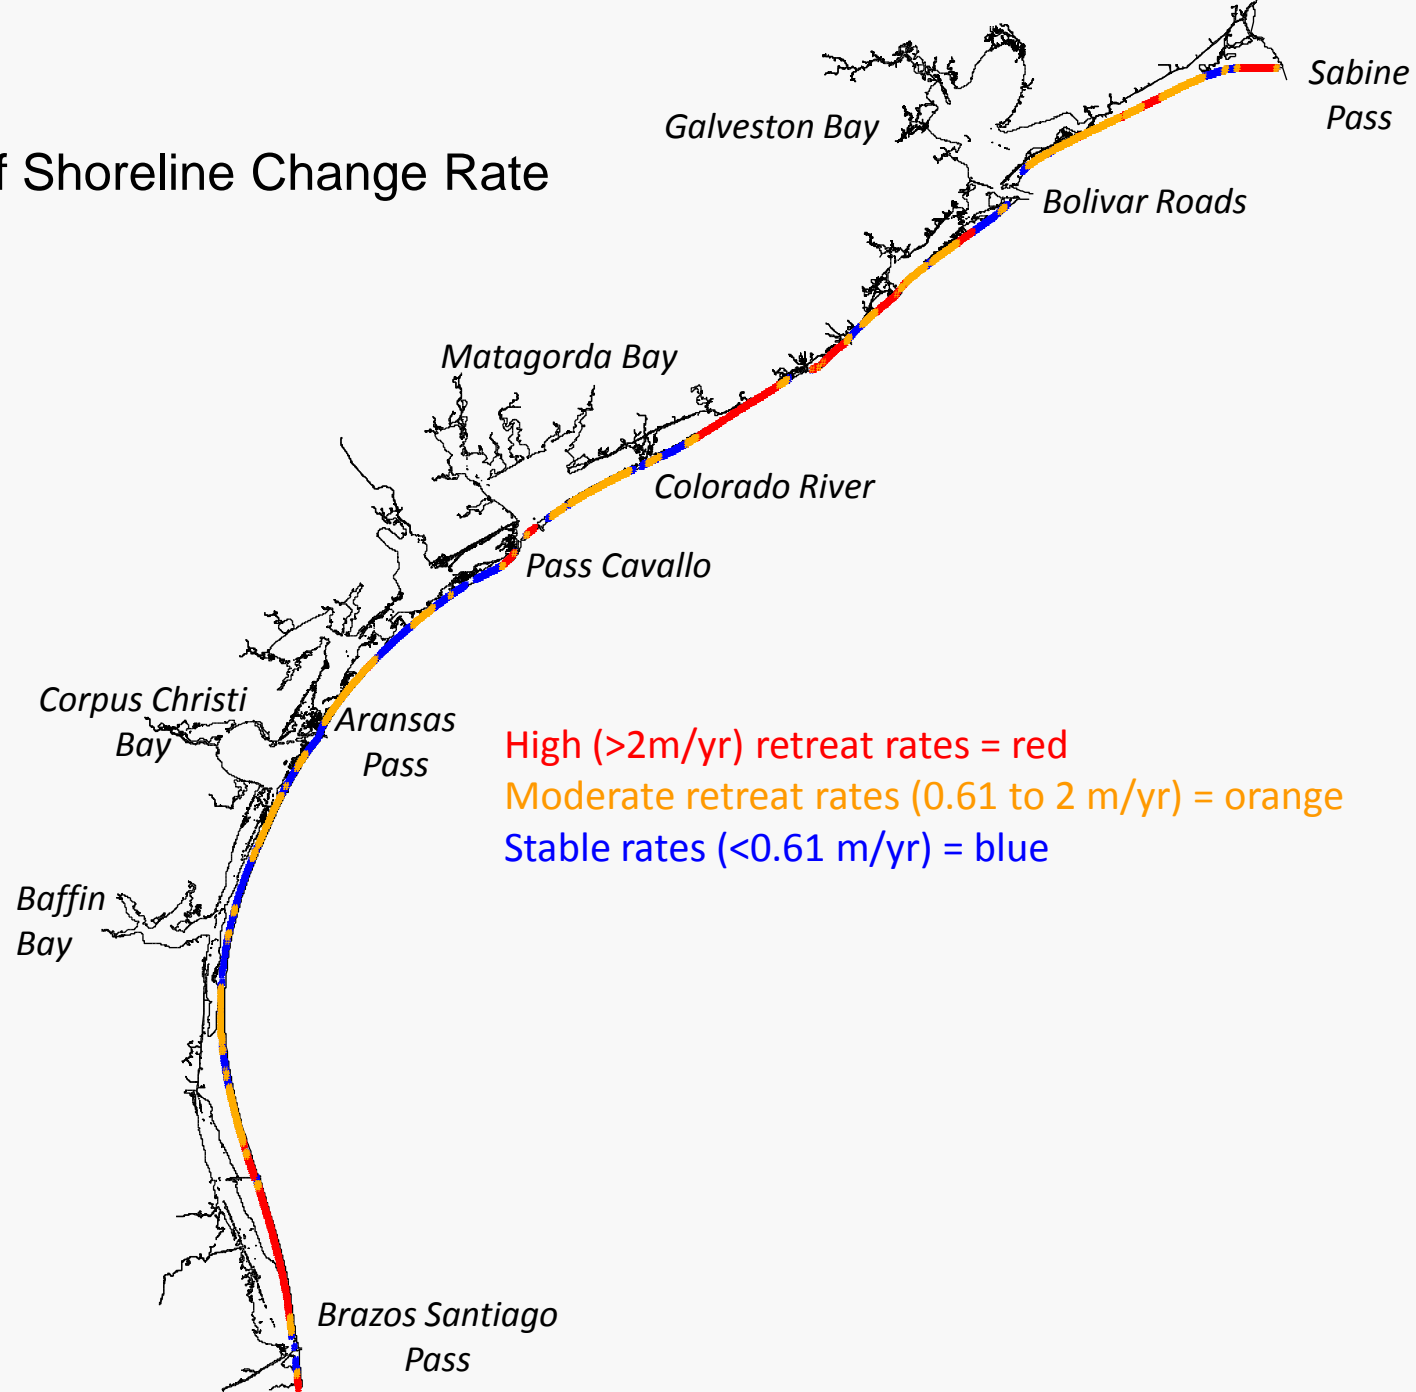 Sabine
Pass
Galveston Bay
f Shoreline Change Rate
Bolivar Roads
Matagorda Bay
Colorado River
Pass Cavallo
Corpus Christi
Bay
Aransas
Pass
High (>2m/yr) retreat rates = red
Moderate retreat rates (0.61 to 2 m/yr) = orange
Stable rates (<0.61 m/yr) = blue
Baffin
Bay
Brazos Santiago
Pass